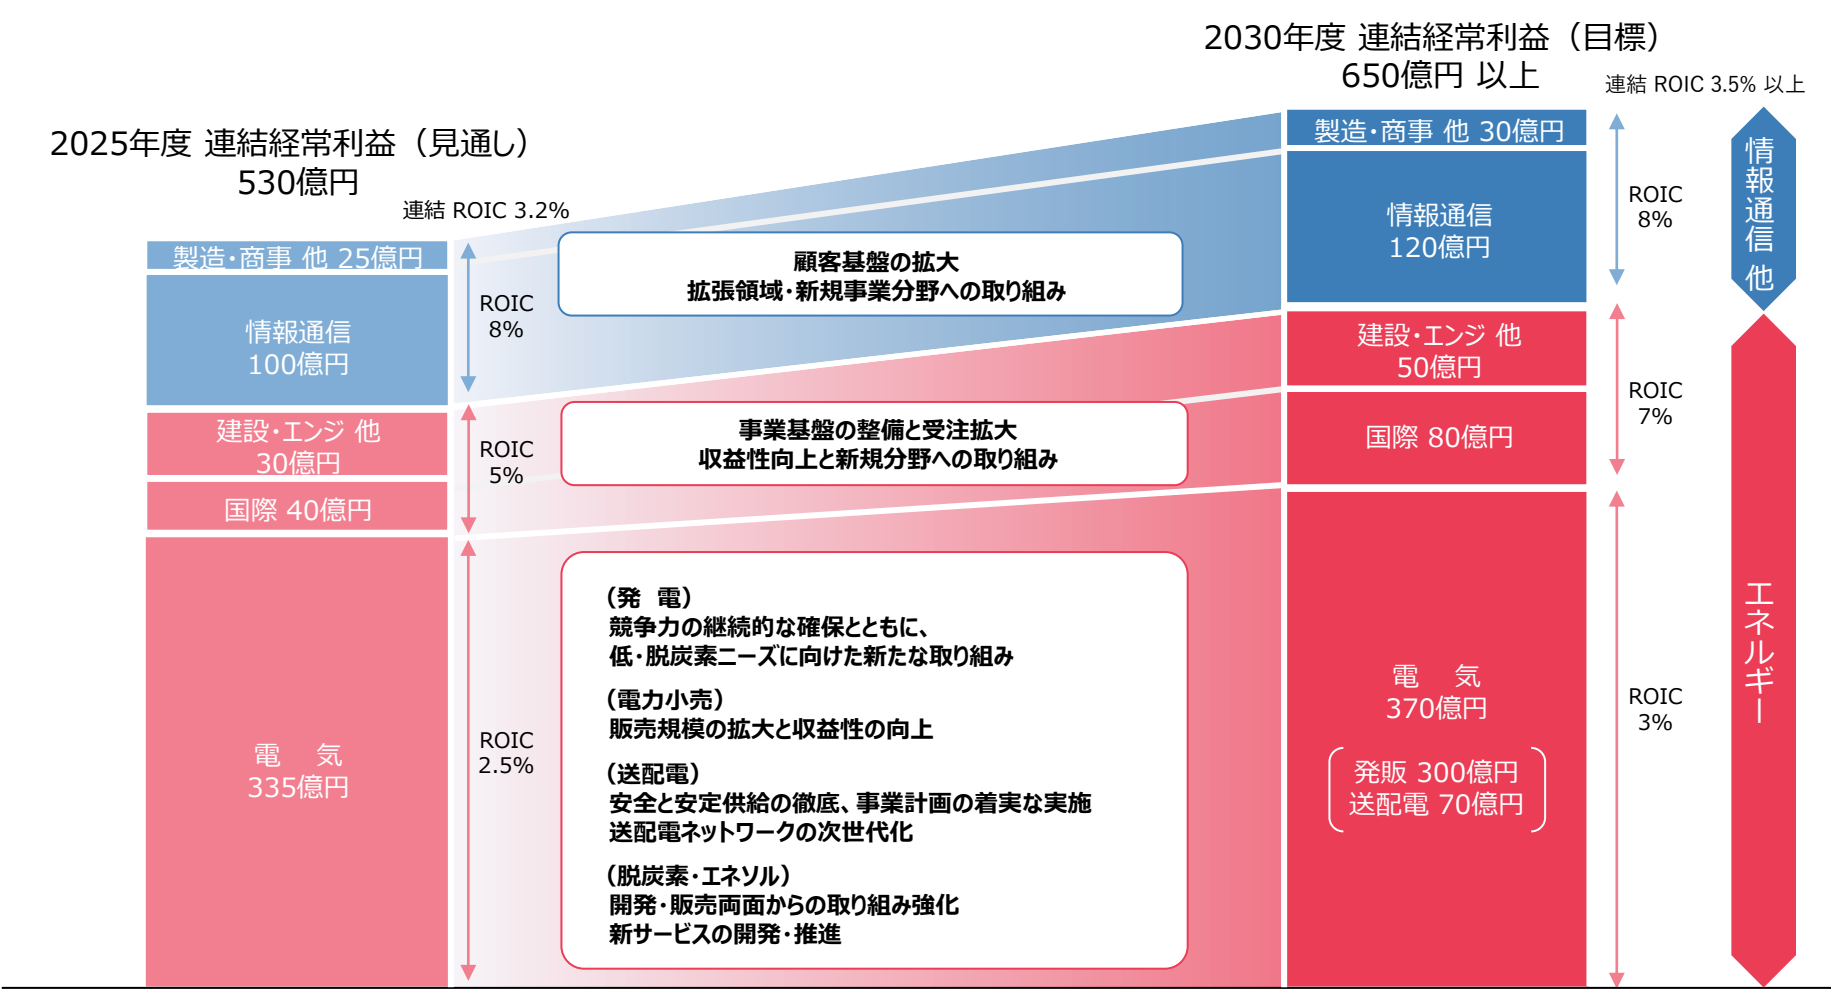 2030年度 連結経常利益（目標）
650億円 以上
連結 ROIC 3.5% 以上
2025年度 連結経常利益（見通し）
530億円
連結 ROIC 3.2%
製造・商事 他 25億円
情報通信
100億円
ROIC
8%
建設・エンジ 他
30億円
国際 40億円
ROIC
5%
電　気
335億円
ROIC
2.5%
顧客基盤の拡大
拡張領域・新規事業分野への取り組み
事業基盤の整備と受注拡大
収益性向上と新規分野への取り組み
（発　電）
競争力の継続的な確保とともに、
低・脱炭素ニーズに向けた新たな取り組み
（電力小売）
販売規模の拡大と収益性の向上
（送配電）
安全と安定供給の徹底、事業計画の着実な実施
送配電ネットワークの次世代化
（脱炭素・エネソル）
開発・販売両面からの取り組み強化
新サービスの開発・推進
製造・商事 他 30億円
情報通信
120億円
ROIC
8%
建設・エンジ 他
50億円
国際 80億円
ROIC
7%
電　気
370億円
発販 300億円
送配電 70億円
ROIC
3%
情報通信 他
エネルギー